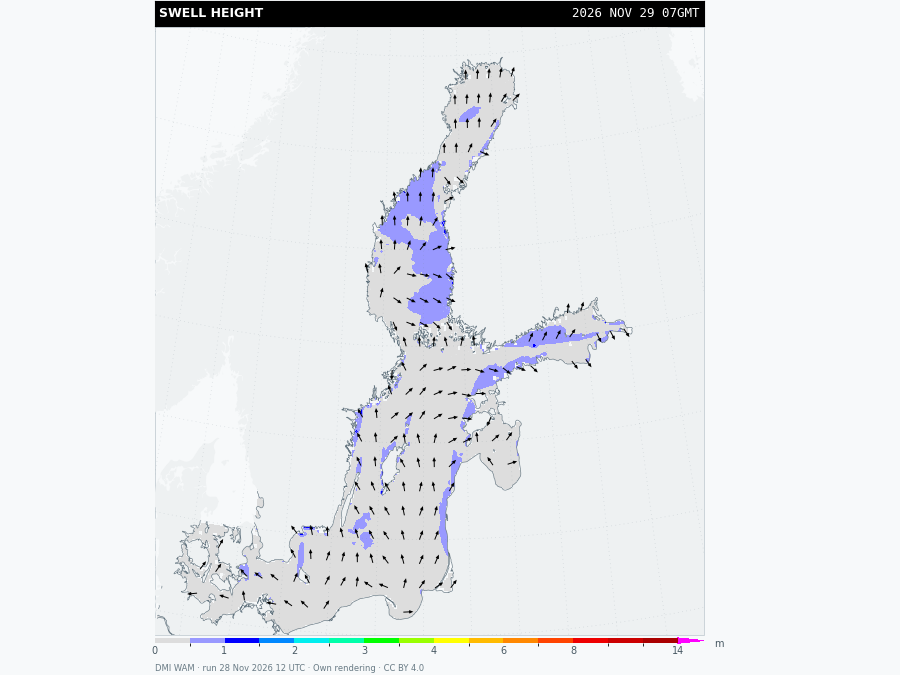 SWELL HEIGHT 2026 NOV 29 07GMT
0 1 2 3 4 6 8 14 m
DMI WAM · run 28 Nov 2026 12 UTC · Own rendering · CC BY 4.0